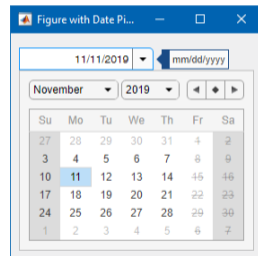 Figure with Date Pi...
11/11/2019 mm/dd/yyyy
November 2019
Su Mo Tu We Th Fr Sa
27 28 29 30 31 1 2
3 4 5 6 7 8 9
10 11 12 13 14 15 16
17 18 19 20 21 22 23
24 25 26 27 28 29 30
1 2 3 4 5 6 7